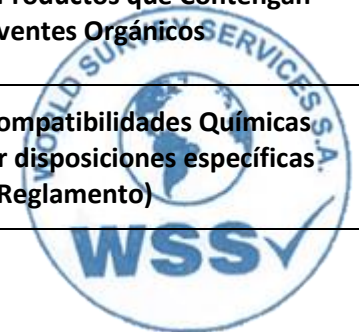 Productos que Contengan
ventes Orgánicos
ompatibilidades Químicas
r disposiciones específicas
Reglamento)
WORLD SURVEY SERVICES S.A.
WSS